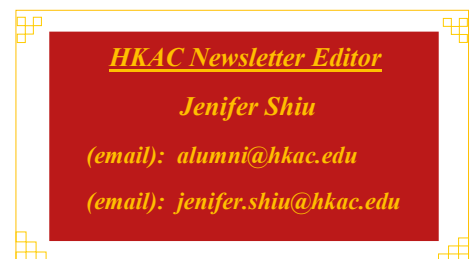 HKAC Newsletter Editor
Jenifer Shiu
(email): alumni@hkac.edu
(email): jenifer.shiu@hkac.edu